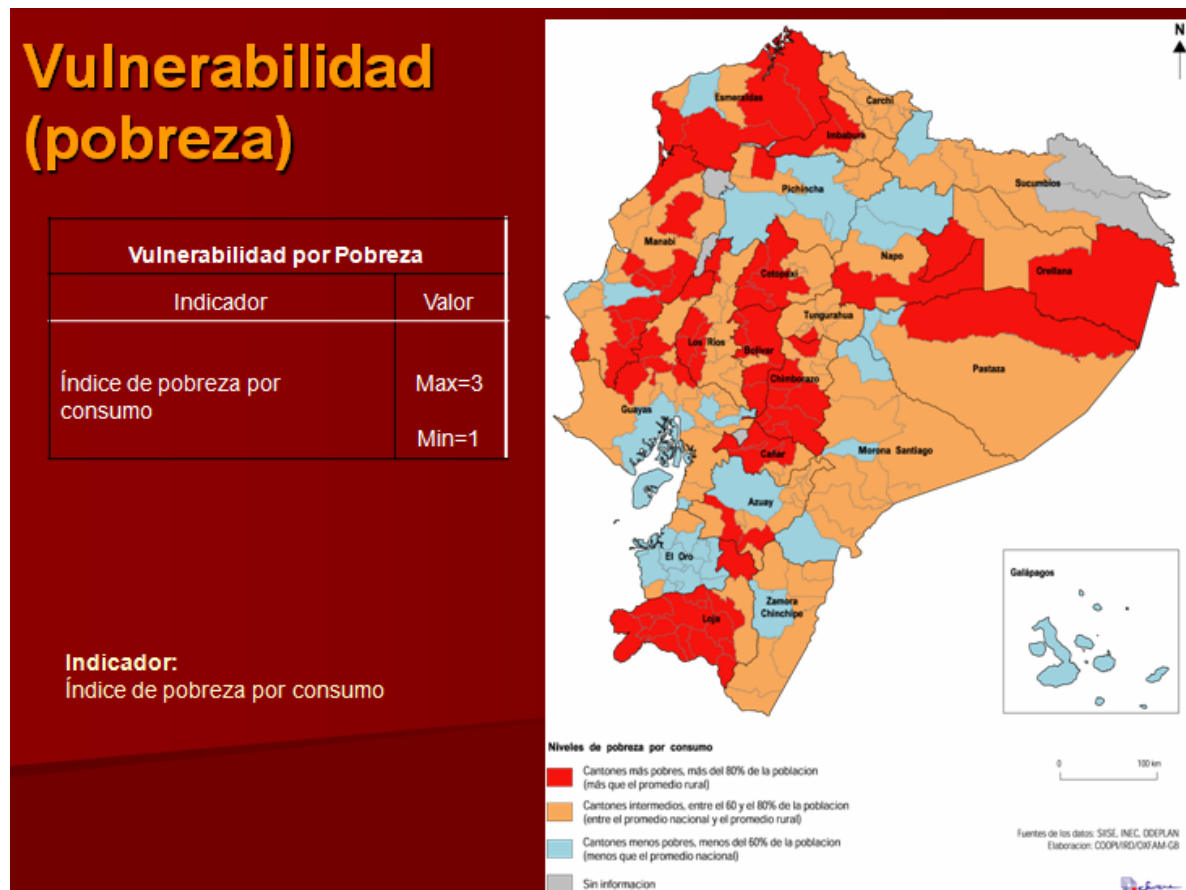 Vulnerabilidad
(pobreza)
Vulnerabilidad por Pobreza
Indicador Valor
Índice de pobreza por
consumo
Max=3
Min=1
Indicador:
Índice de pobreza por consumo
N
Esmeraldas
Carchi
Imbabura
Sucumbios
Pichincha
Manabi
Napo
Orellana
Cotopaxi
Tungurahua
Los Ríos
Bolivar
Pastaza
Chimborazo
Guayas
Cañar
Morona Santiago
Azuay
El Oro
Zamora
Chinchipe
Loja
Galápagos
Niveles de pobreza por consumo
Cantones más pobres, más del 80% de la poblacion
(más que el promedio rural)
Cantones intermedios, entre el 60 y el 80% de la poblacion
(entre el promedio nacional y el promedio rural)
Cantones menos pobres, menos del 60% de la poblacion
(menos que el promedio nacional)
Sin informacion
0 100 km
Fuentes de los datos: SIISE, INEC, ODEPLAN
Elaboracion: COOPI/IRD/OXFAM-GB